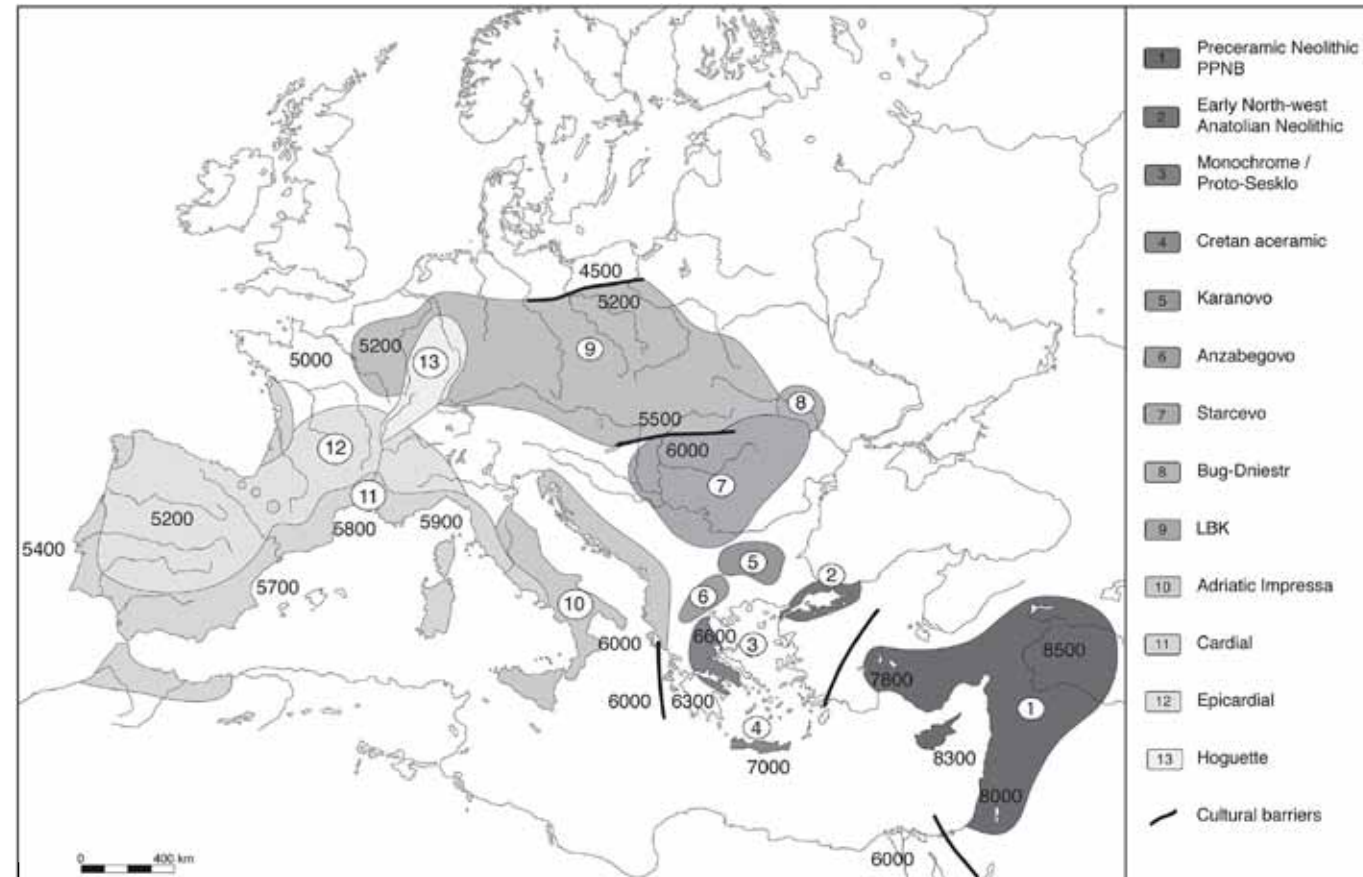 4500
5200
5200
9
13
5000
8
5500
12
6000
7
11
5200
5800
5900
5400
5
2
5700
6
10
6600
3
6000
8500
7800
6000
6300
1
4
7000
8300
8000
6000
0
400 km
1
Preceramic Neolithic
PPNB
2
Early North-west
Anatolian Neolithic
3
Monochrome /
Proto-Sesklo
4
Cretan aceramic
5
Karanovo
6
Anzabegovo
7
Starcevo
8
Bug-Dniestr
9
LBK
10
Adriatic Impressa
11
Cardial
12
Epicardial
13
Hoguette
Cultural barriers